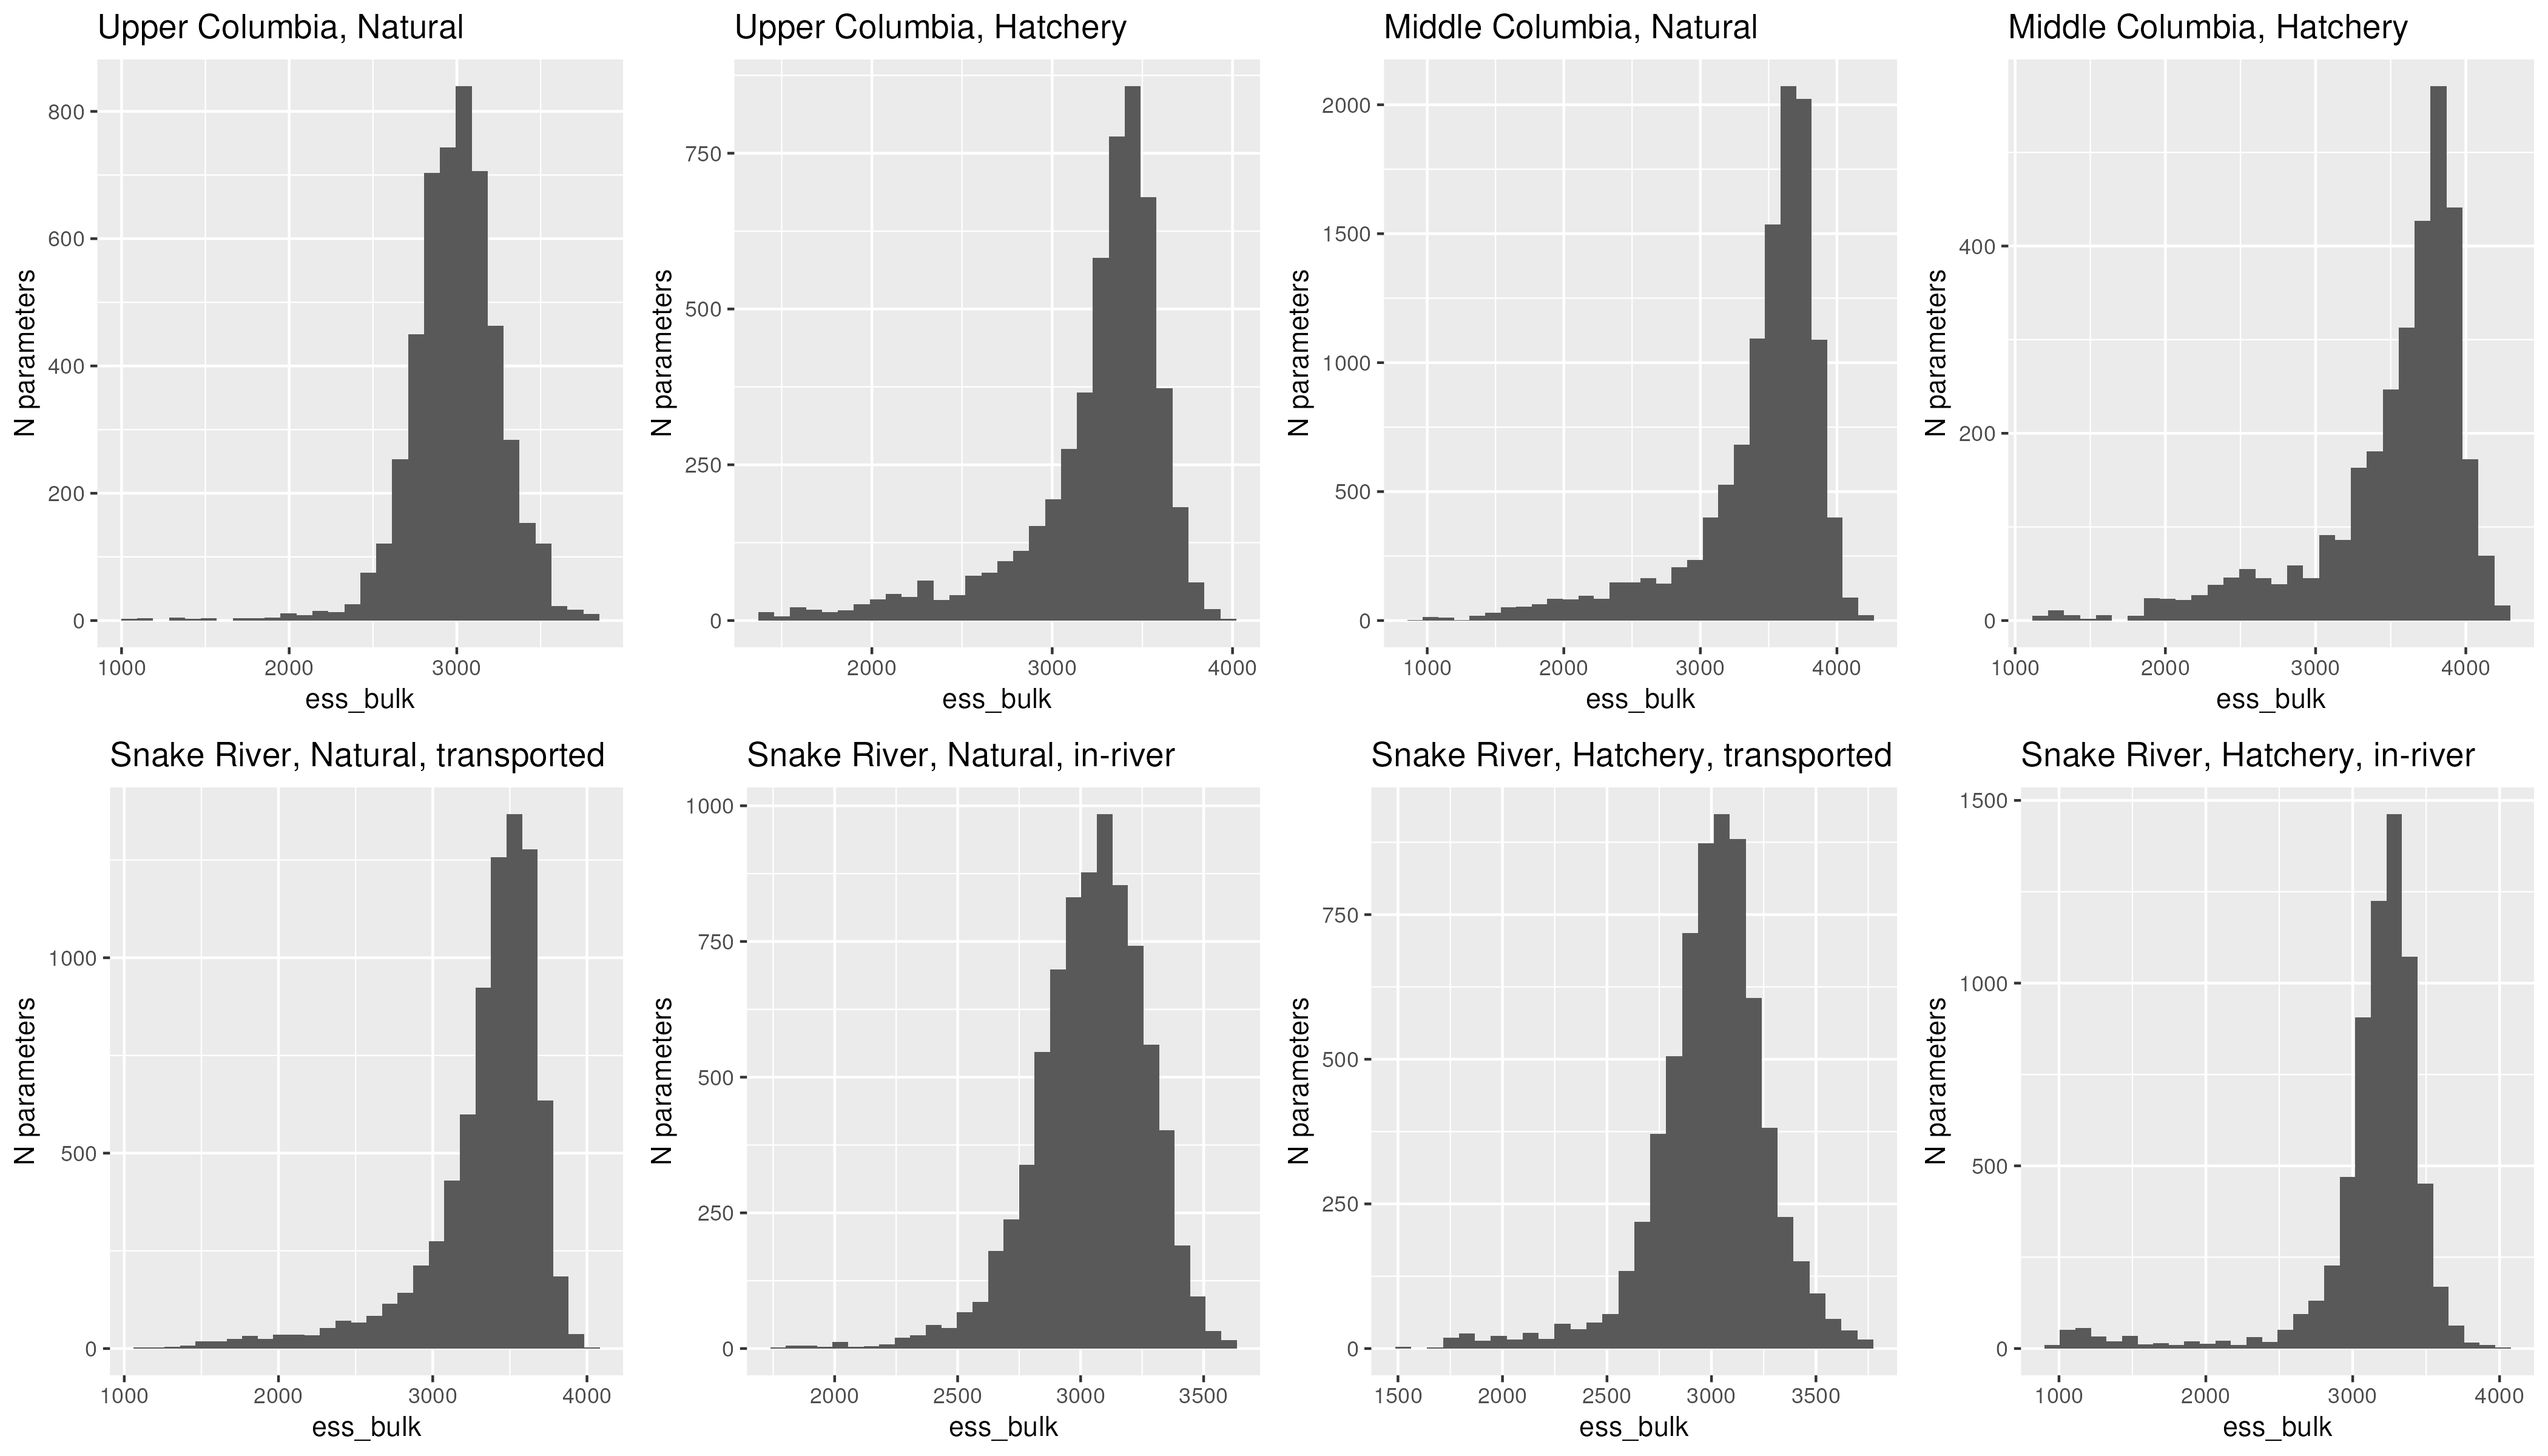 Upper Columbia, Natural
N parameters
800
600
400
200
0
1000 2000 3000
ess_bulk
Upper Columbia, Hatchery
N parameters
750
500
250
0
2000 3000 4000
ess_bulk
Middle Columbia, Natural
N parameters
2000
1500
1000
500
0
1000 2000 3000 4000
ess_bulk
Middle Columbia, Hatchery
N parameters
400
200
0
1000 2000 3000 4000
ess_bulk
Snake River, Natural, transported
N parameters
1000
500
0
1000 2000 3000 4000
ess_bulk
Snake River, Natural, in-river
N parameters
1000
750
500
250
0
2000 2500 3000 3500
ess_bulk
Snake River, Hatchery, transported
N parameters
750
500
250
0
1500 2000 2500 3000 3500
ess_bulk
Snake River, Hatchery, in-river
N parameters
1500
1000
500
0
1000 2000 3000 4000
ess_bulk